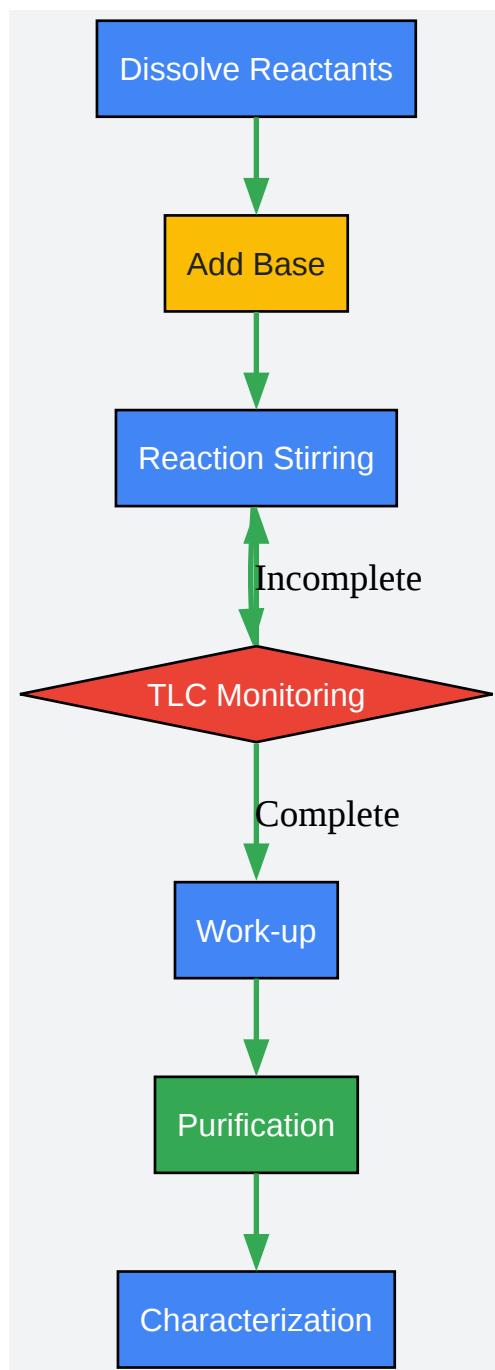 Dissolve Reactants
Add Base
Reaction Stirring
Incomplete
TLC Monitoring
Complete
Work-up
Purification
Characterization